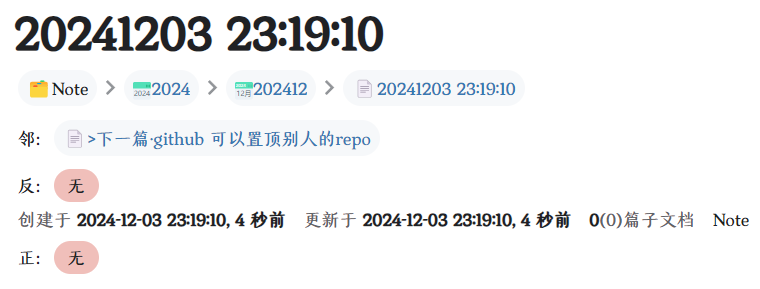 20241203 23:19:10
Note > 2024 2024 > 12月 202412 > 20241203 23:19:10
邻： >下一篇·github 可以置顶别人的repo
反： 无
创建于 2024-12-03 23:19:10, 4 秒前 更新于 2024-12-03 23:19:10, 4 秒前 0(0)篇子文档 Note
正： 无